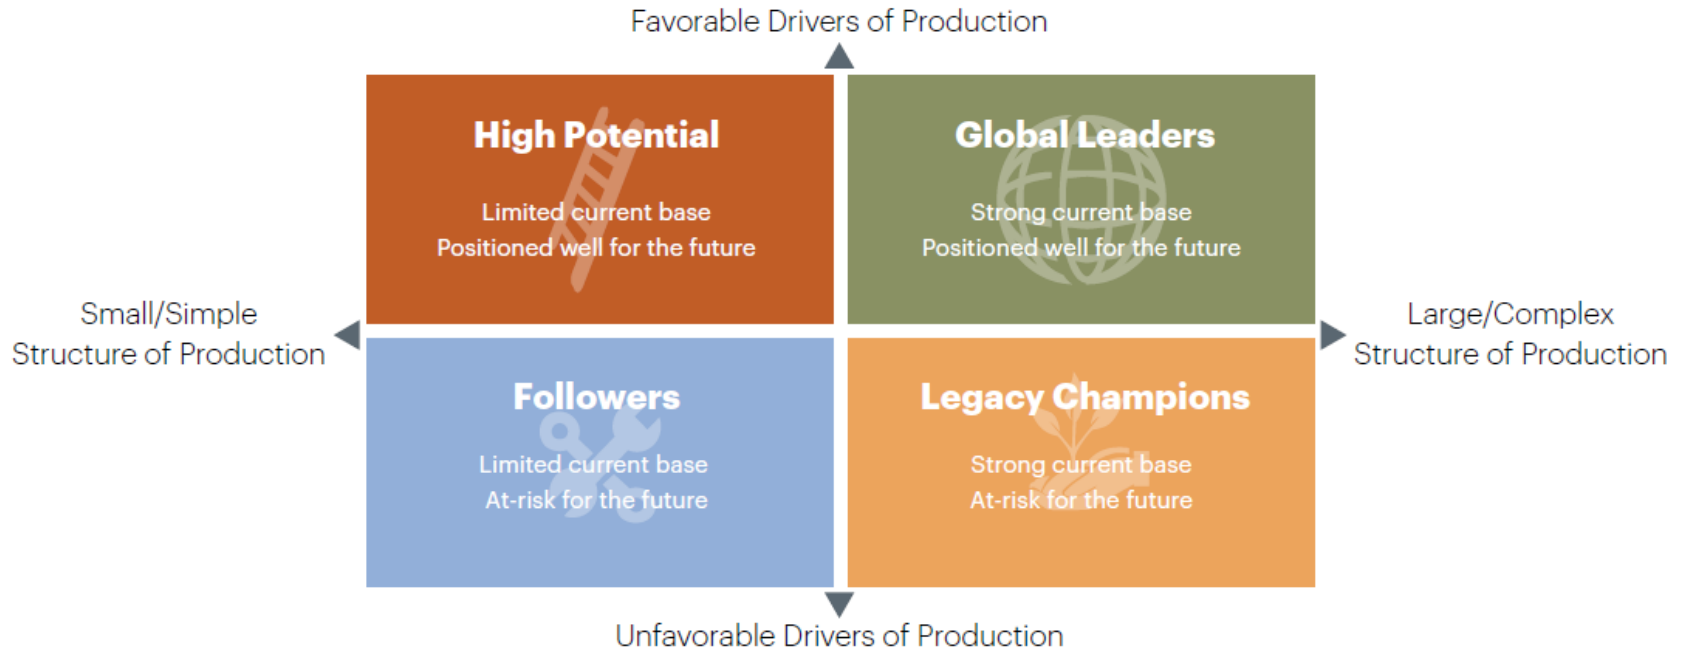 Favorable Drivers of Production
High Potential
Limited current base
Positioned well for the future
Global Leaders
Strong current base
Positioned well for the future
Small/Simple
Structure of Production
Large/Complex
Structure of Production
Followers
Limited current base
At-risk for the future
Legacy Champions
Strong current base
At-risk for the future
Unfavorable Drivers of Production